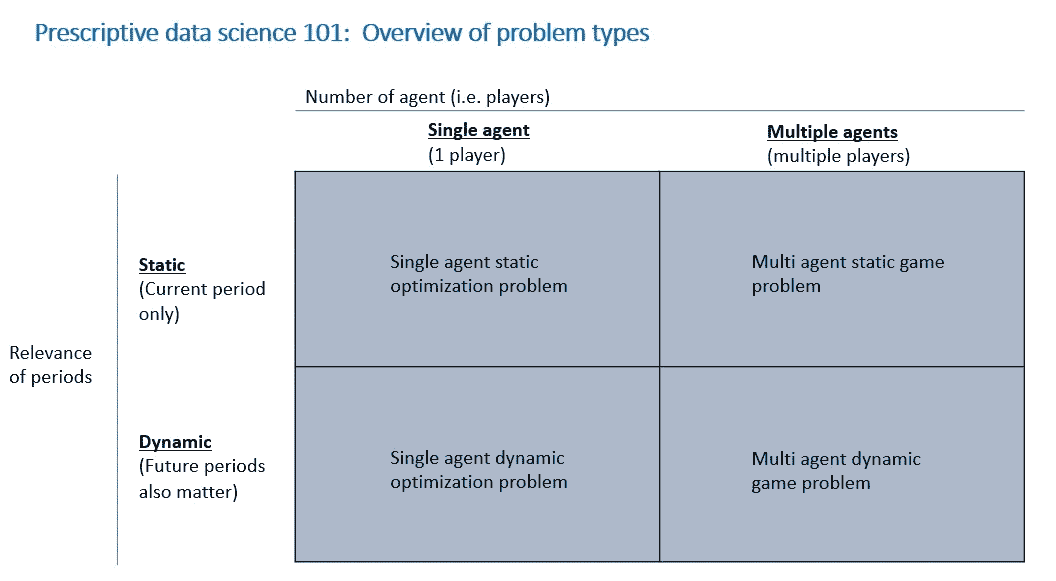 Prescriptive data science 101:  Overview of problem types
Number of agent (i.e. players)
Single agent
(1 player)
Multiple agents
(multiple players)
Relevance
of periods
Static
(Current period
only)
Single agent static
optimization problem
Multi agent static game
problem
Dynamic
(Future periods
also matter)
Single agent dynamic
optimization problem
Multi agent dynamic
game problem